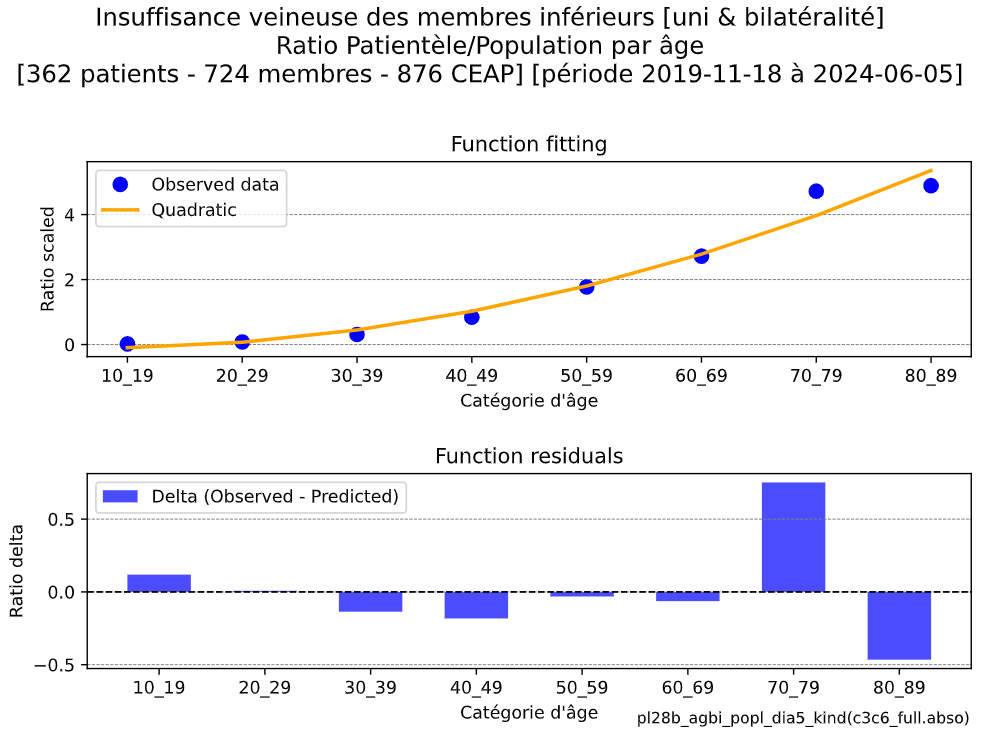 Insuffisance veineuse des membres inférieurs [uni & bilatéralité]
Ratio Patientèle/Population par âge
[362 patients - 724 membres - 876 CEAP] [période 2019-11-18 à 2024-06-05]
Function fitting
Observed data
Quadratic
Ratio scaled
4
2
0
10_19 20_29 30_39 40_49 50_59 60_69 70_79 80_89
Catégorie d'âge
Function residuals
Delta (Observed - Predicted)
Ratio delta
0.5
0.0
−0.5
10_19 20_29 30_39 40_49 50_59 60_69 70_79 80_89
Catégorie d'âge
pl28b_agbi_popl_dia5_kind(c3c6_full.abso)